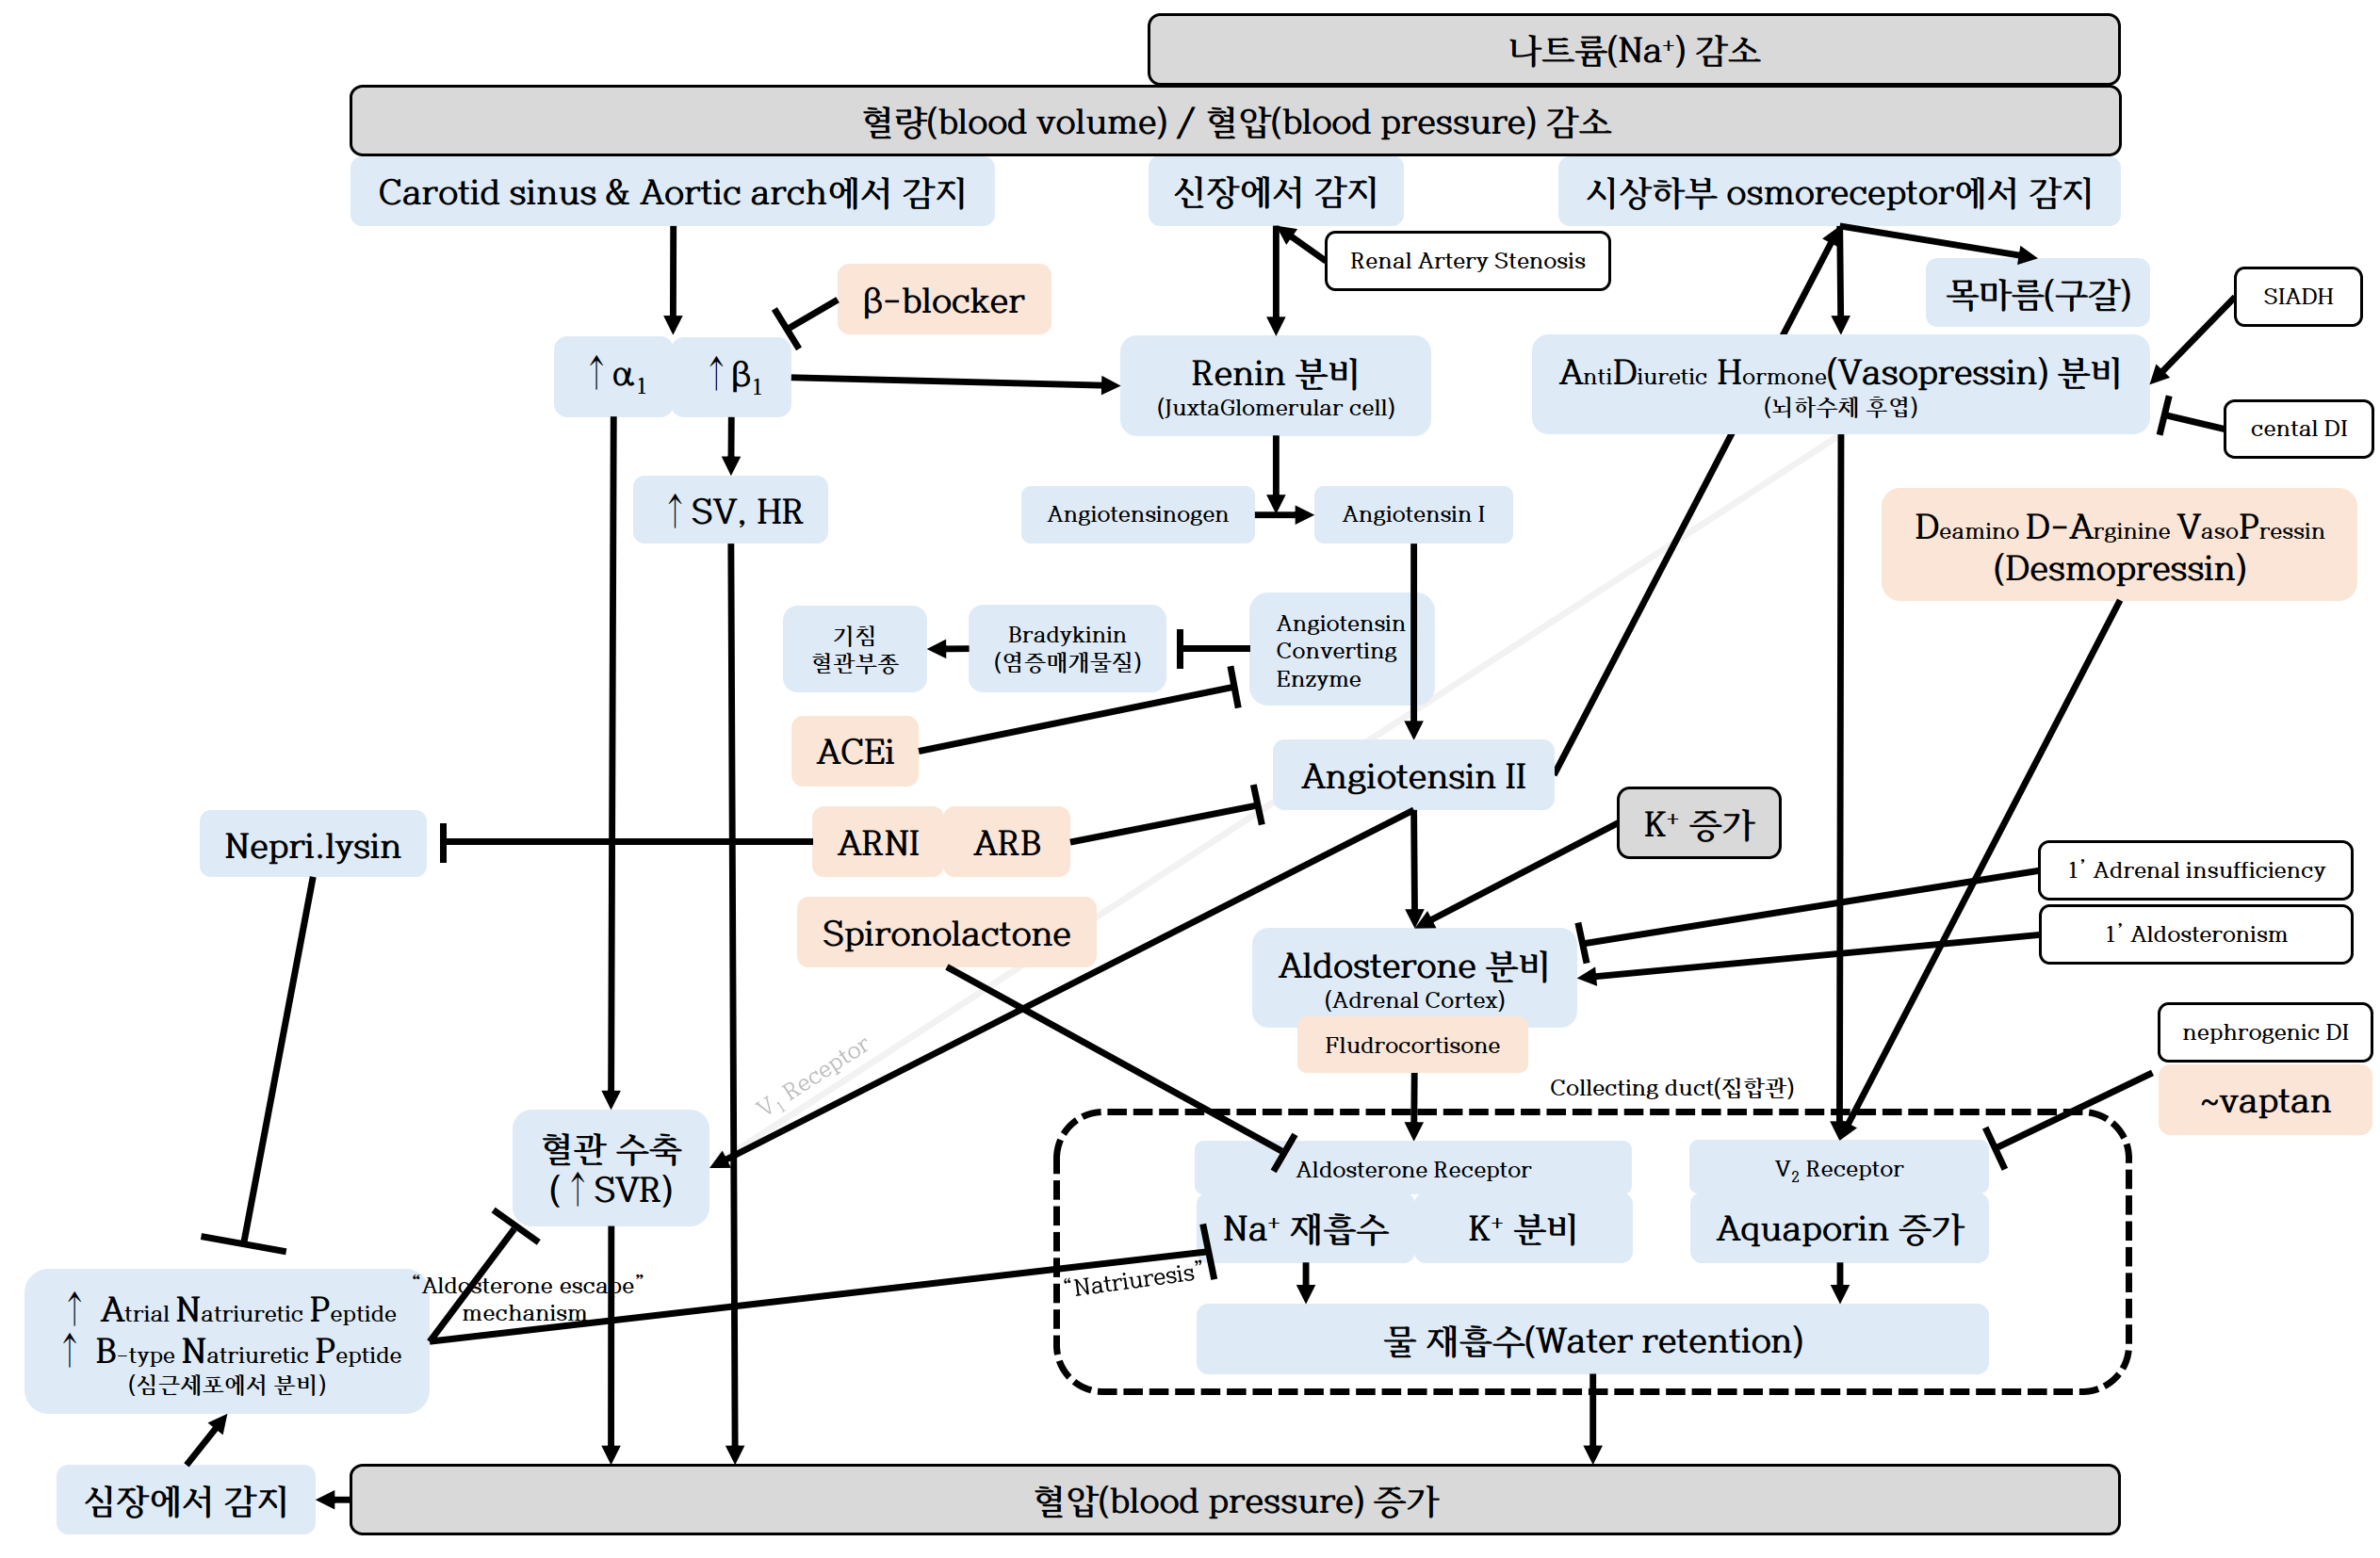 나트륨(Na⁺) 감소
혈량(blood volume) / 혈압(blood pressure) 감소
Carotid sinus & Aortic arch에서 감지
신장에서 감지
시상하부 osmoreceptor에서 감지
Renal Artery Stenosis
목마름(구갈)
SIADH
β-blocker
↑α₁
↑β₁
Renin 분비
(JuxtaGlomerular cell)
AntiDiuretic Hormone(Vasopressin) 분비
(뇌하수체 후엽)
cental DI
↑SV, HR
Angiotensinogen
Angiotensin I
Deamino D-Arginine VasoPressin
(Desmopressin)
기침
혈관부종
Bradykinin
(염증매개물질)
Angiotensin
Converting
Enzyme
ACEi
Angiotensin II
K⁺ 증가
Nepri.lysin
ARNI
ARB
1’ Adrenal insufficiency
Spironolactone
1’ Aldosteronism
Aldosterone 분비
(Adrenal Cortex)
Fludrocortisone
nephrogenic DI
~vaptan
V₁ Receptor
Collecting duct(집합관)
혈관 수축
(↑SVR)
Aldosterone Receptor
V₂ Receptor
Na⁺ 재흡수
K⁺ 분비
Aquaporin 증가
“Aldosterone escape”
mechanism
“Natriuresis”
↑ Atrial Natriuretic Peptide
↑ B-type Natriuretic Peptide
(심근세포에서 분비)
물 재흡수(Water retention)
심장에서 감지
혈압(blood pressure) 증가